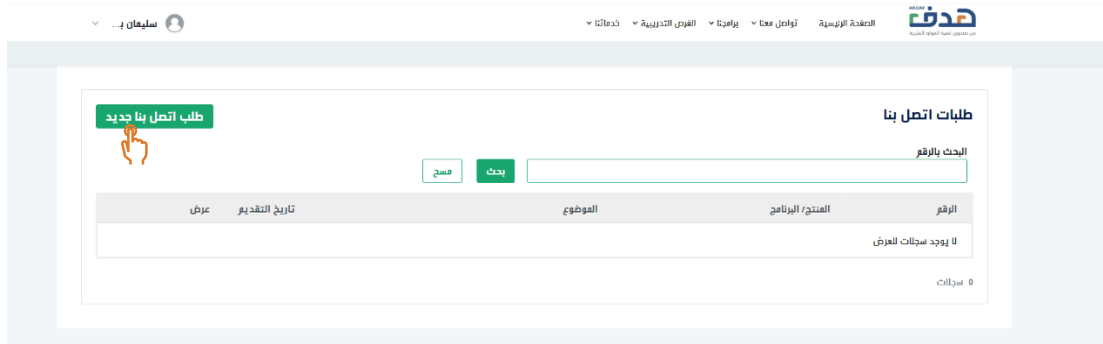 هدف HRDF
من صندوق تنمية الموارد البشرية
الصفحة الرئيسية تواصل معنا برامجنا الفرص التدريبية خدماتنا
سليمان بـ...
طلبات اتصل بنا
طلب اتصل بنا جديد
البحث بالرقم
بحث مسح
الرقم المنتج/ البرنامج الموضوع تاريخ التقديم عرض
لا يوجد سجلات للعرض
0 سجلات